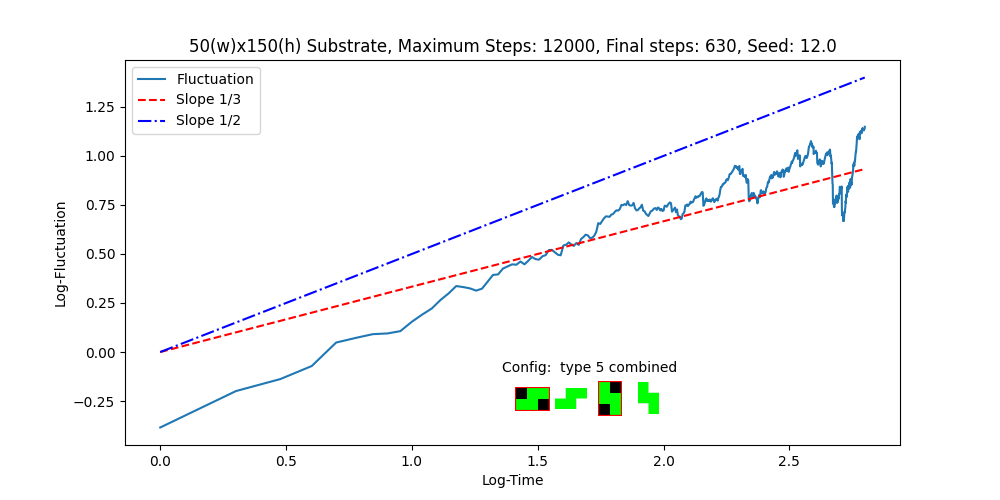 50(w)x150(h) Substrate, Maximum Steps: 12000, Final steps: 630, Seed: 12.0
Fluctuation
Slope 1/3
Slope 1/2
1.25
1.00
0.75
0.50
0.25
0.00
−0.25
Log-Fluctuation
Config:  type 5 combined
0.0 0.5 1.0 1.5 2.0 2.5
Log-Time